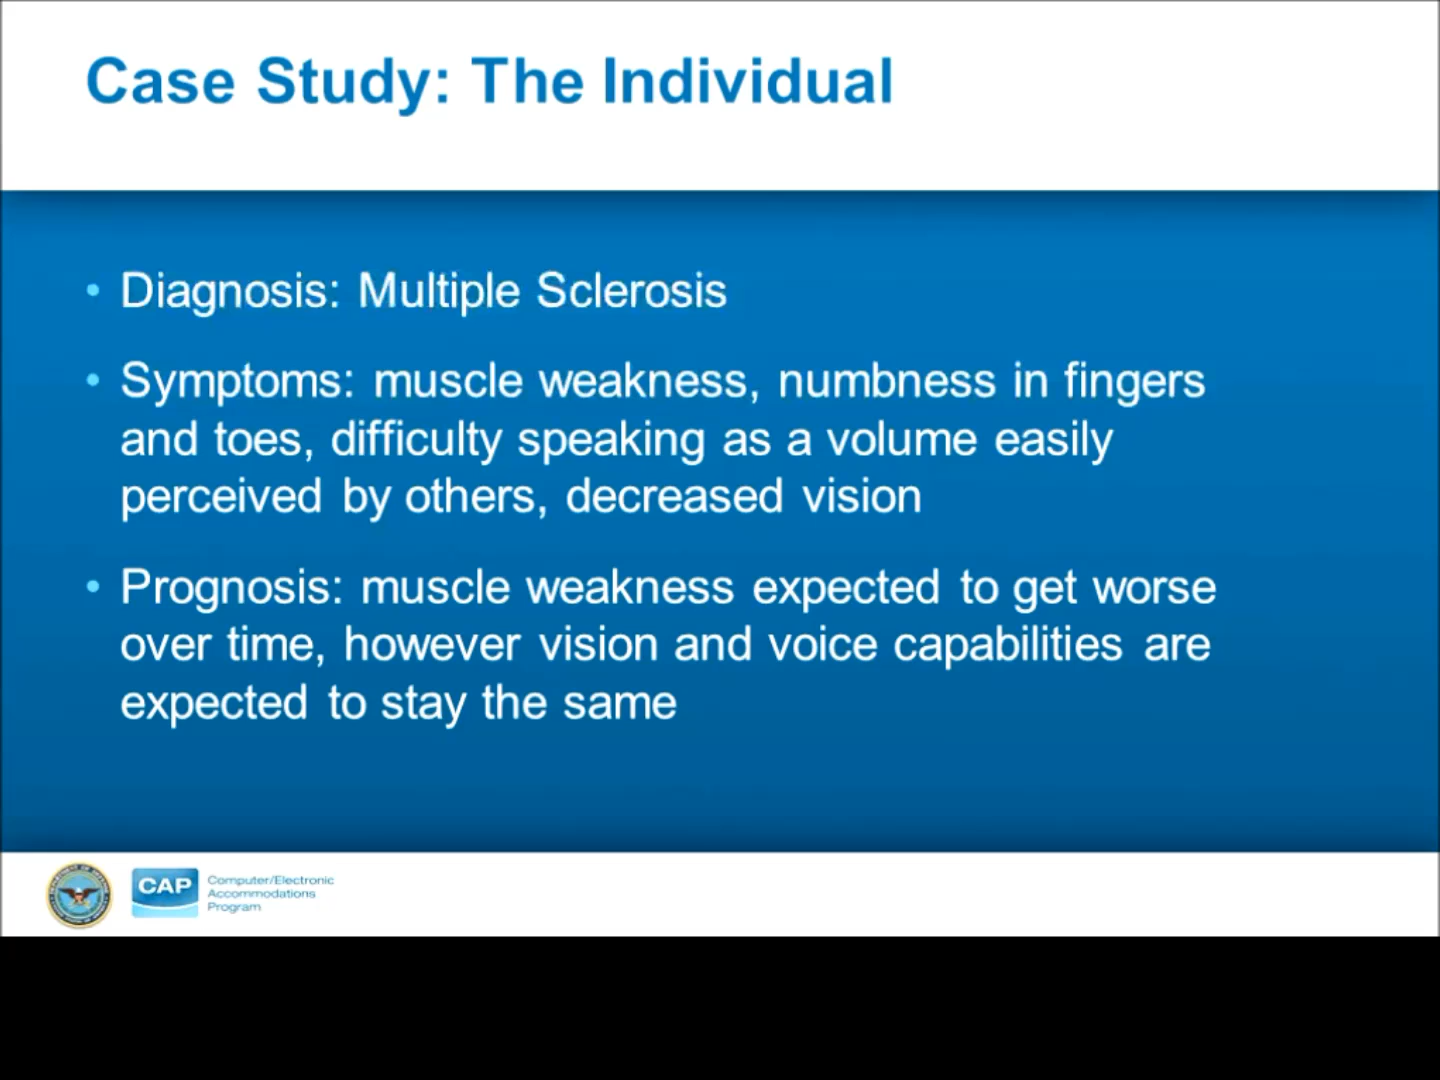 Case Study: The Individual
• Diagnosis: Multiple Sclerosis
• Symptoms: muscle weakness, numbness in fingers
and toes, difficulty speaking as a volume easily
perceived by others, decreased vision
• Prognosis: muscle weakness expected to get worse
over time, however vision and voice capabilities are
expected to stay the same
CAP
Computer/Electronic
Accommodations
Program